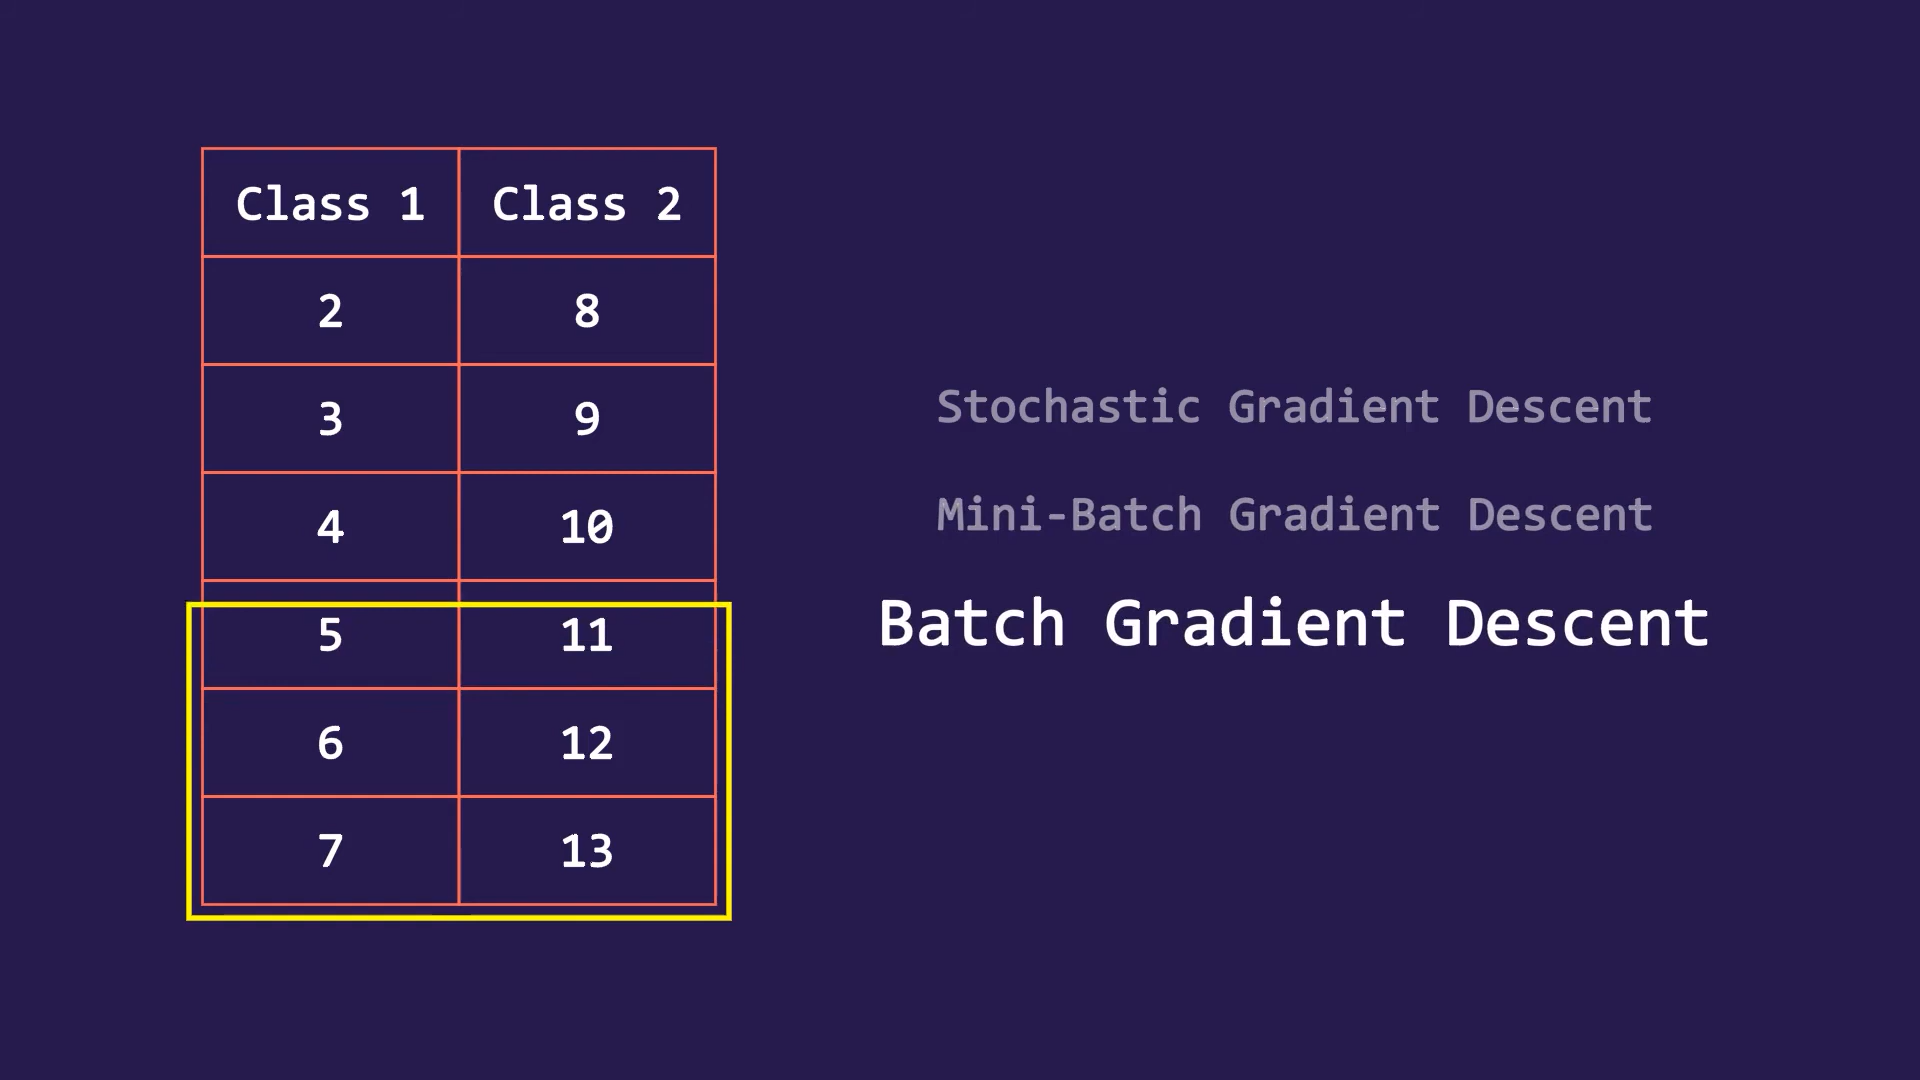 Class 1 Class 2
2 8
3 9
4 10
5 11
6 12
7 13
Stochastic Gradient Descent
Mini-Batch Gradient Descent
Batch Gradient Descent